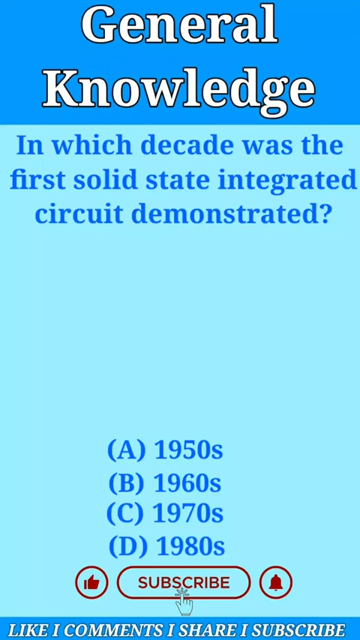 General
Knowledge
In which decade was the
first solid state integrated
circuit demonstrated?
(A) 1950s
(B) 1960s
(C) 1970s
(D) 1980s
SUBSCRIBE
LIKE I COMMENTS I SHARE I SUBSCRIBE